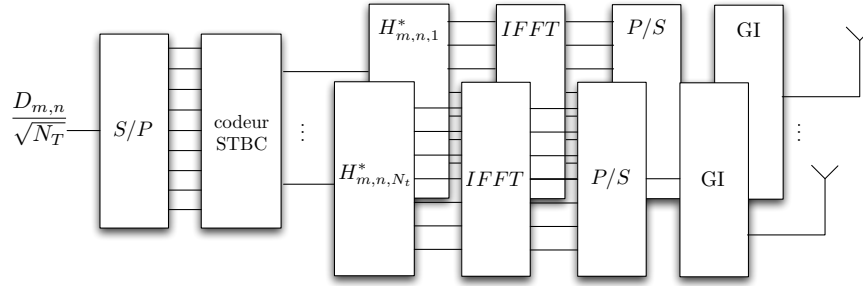 D_{m,n}
√N_T
S/P
codeur
STBC
⋮
H^*_{m,n,1}
IFFT
P/S
GI
H^*_{m,n,N_t}
IFFT
P/S
GI
⋮